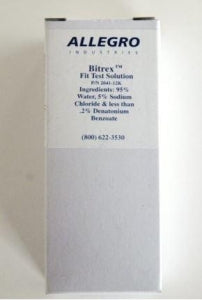 ALLEGRO
INDUSTRIES
Bitrex™
Fit Test Solution
P/N 2041-12K
Ingredients: 95%
Water, 5% Sodium
Chloride & less than
.2% Denatonium
Benzoate
(800) 622-3530